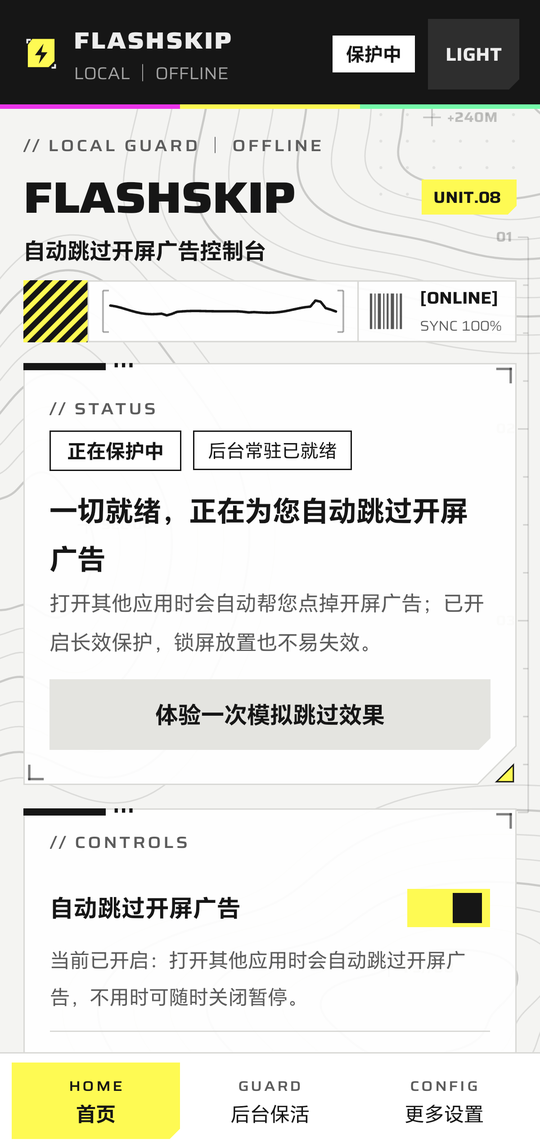 FLASHSKIP
LOCAL | OFFLINE
保护中
LIGHT
+240M
// LOCAL GUARD | OFFLINE
FLASHSKIP
UNIT.08
01
自动跳过开屏广告控制台
[ONLINE]
SYNC 100%
// STATUS
正在保护中
后台常驻已就绪
一切就绪，正在为您自动跳过开屏
广告
打开其他应用时会自动帮您点掉开屏广告；已开
启长效保护，锁屏放置也不易失效。
体验一次模拟跳过效果
// CONTROLS
自动跳过开屏广告
当前已开启：打开其他应用时会自动跳过开屏广
告，不用时可随时关闭暂停。
HOME
首页
GUARD
后台保活
CONFIG
更多设置